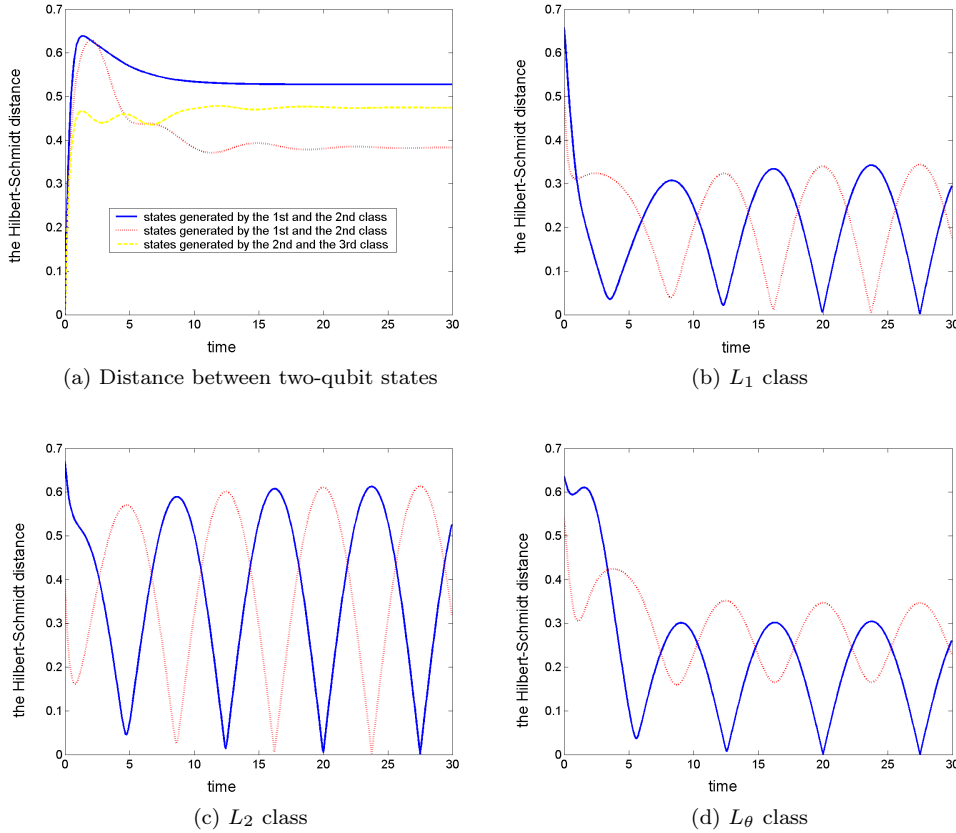 0.7
0.6
0.5
0.4
0.3
0.2
0.1
0
the Hilbert-Schmidt distance
states generated by the 1st and the 2nd class
states generated by the 1st and the 2nd class
states generated by the 2nd and the 3rd class
0 5 10 15 20 25 30
time
(a) Distance between two-qubit states
0.7
0.6
0.5
0.4
0.3
0.2
0.1
0
the Hilbert-Schmidt distance
0 5 10 15 20 25 30
time
(b) L₁ class
0.7
0.6
0.5
0.4
0.3
0.2
0.1
0
the Hilbert-Schmidt distance
0 5 10 15 20 25 30
time
(c) L₂ class
0.7
0.6
0.5
0.4
0.3
0.2
0.1
0
the Hilbert-Schmidt distance
0 5 10 15 20 25 30
time
(d) L_θ class